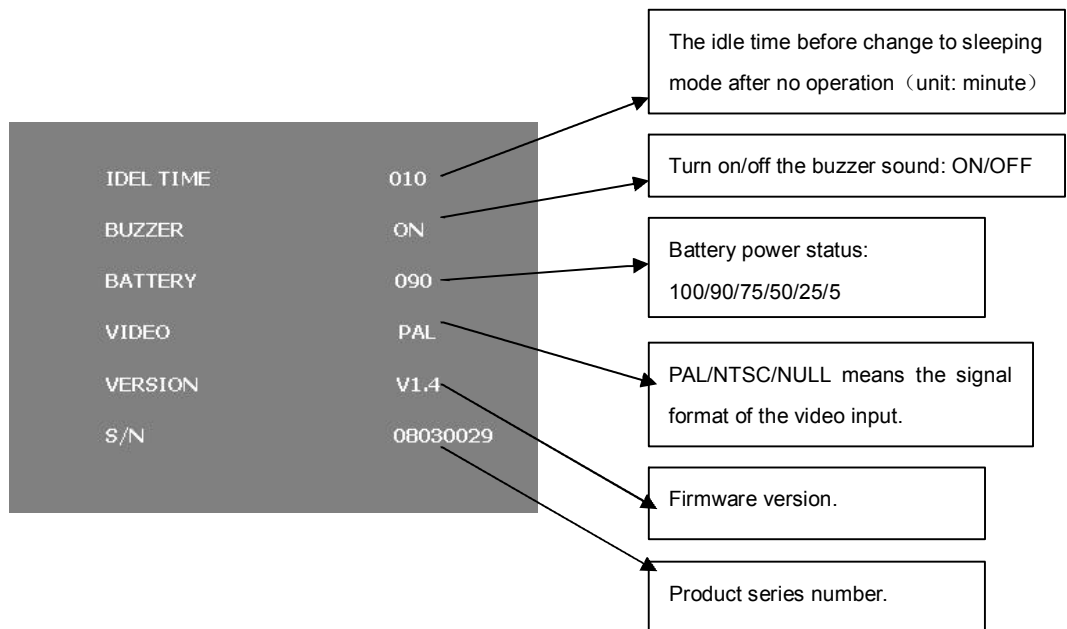 The idle time before change to sleeping
mode after no operation（unit: minute）
Turn on/off the buzzer sound: ON/OFF
Battery power status:
100/90/75/50/25/5
PAL/NTSC/NULL means the signal
format of the video input.
Firmware version.
Product series number.
IDEL TIME 010
BUZZER ON
BATTERY 090
VIDEO PAL
VERSION V1.4
S/N 08030029